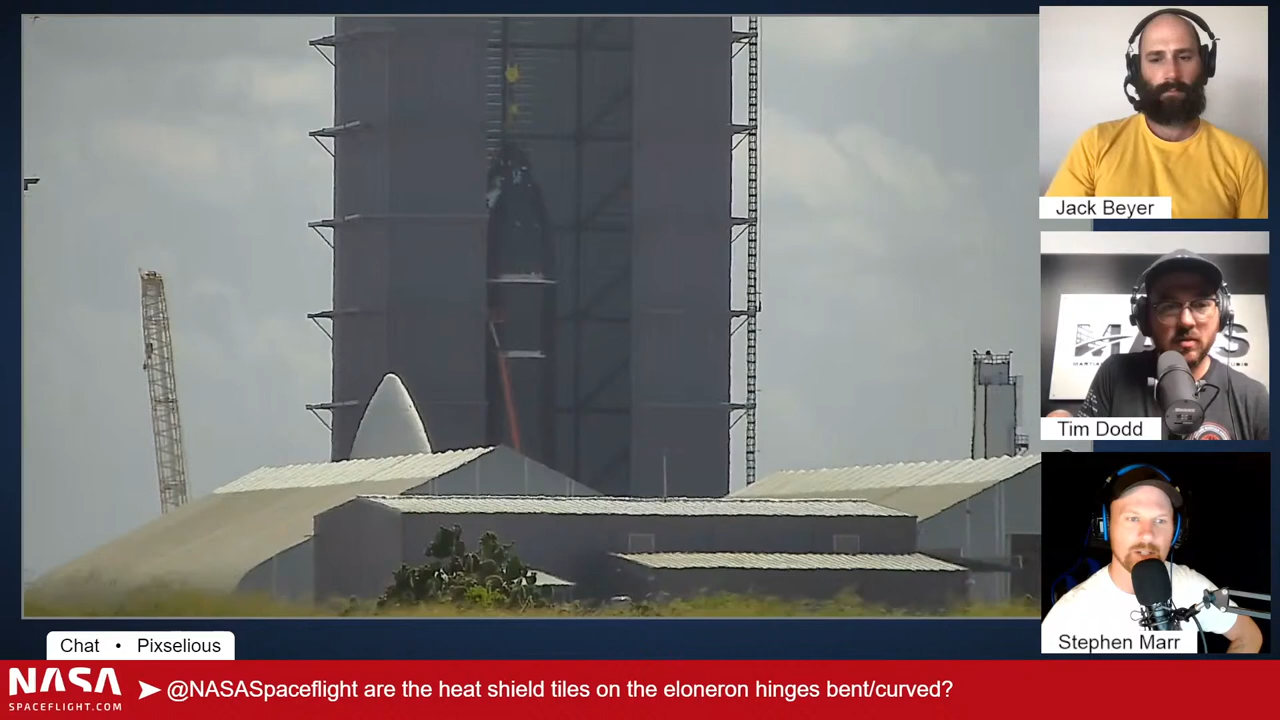 Jack Beyer
MARS
Tim Dodd
Stephen Marr
Chat • Pixselious
NASA
SPACEFLIGHT.COM
@NASASpaceflight are the heat shield tiles on the eloneron hinges bent/curved?